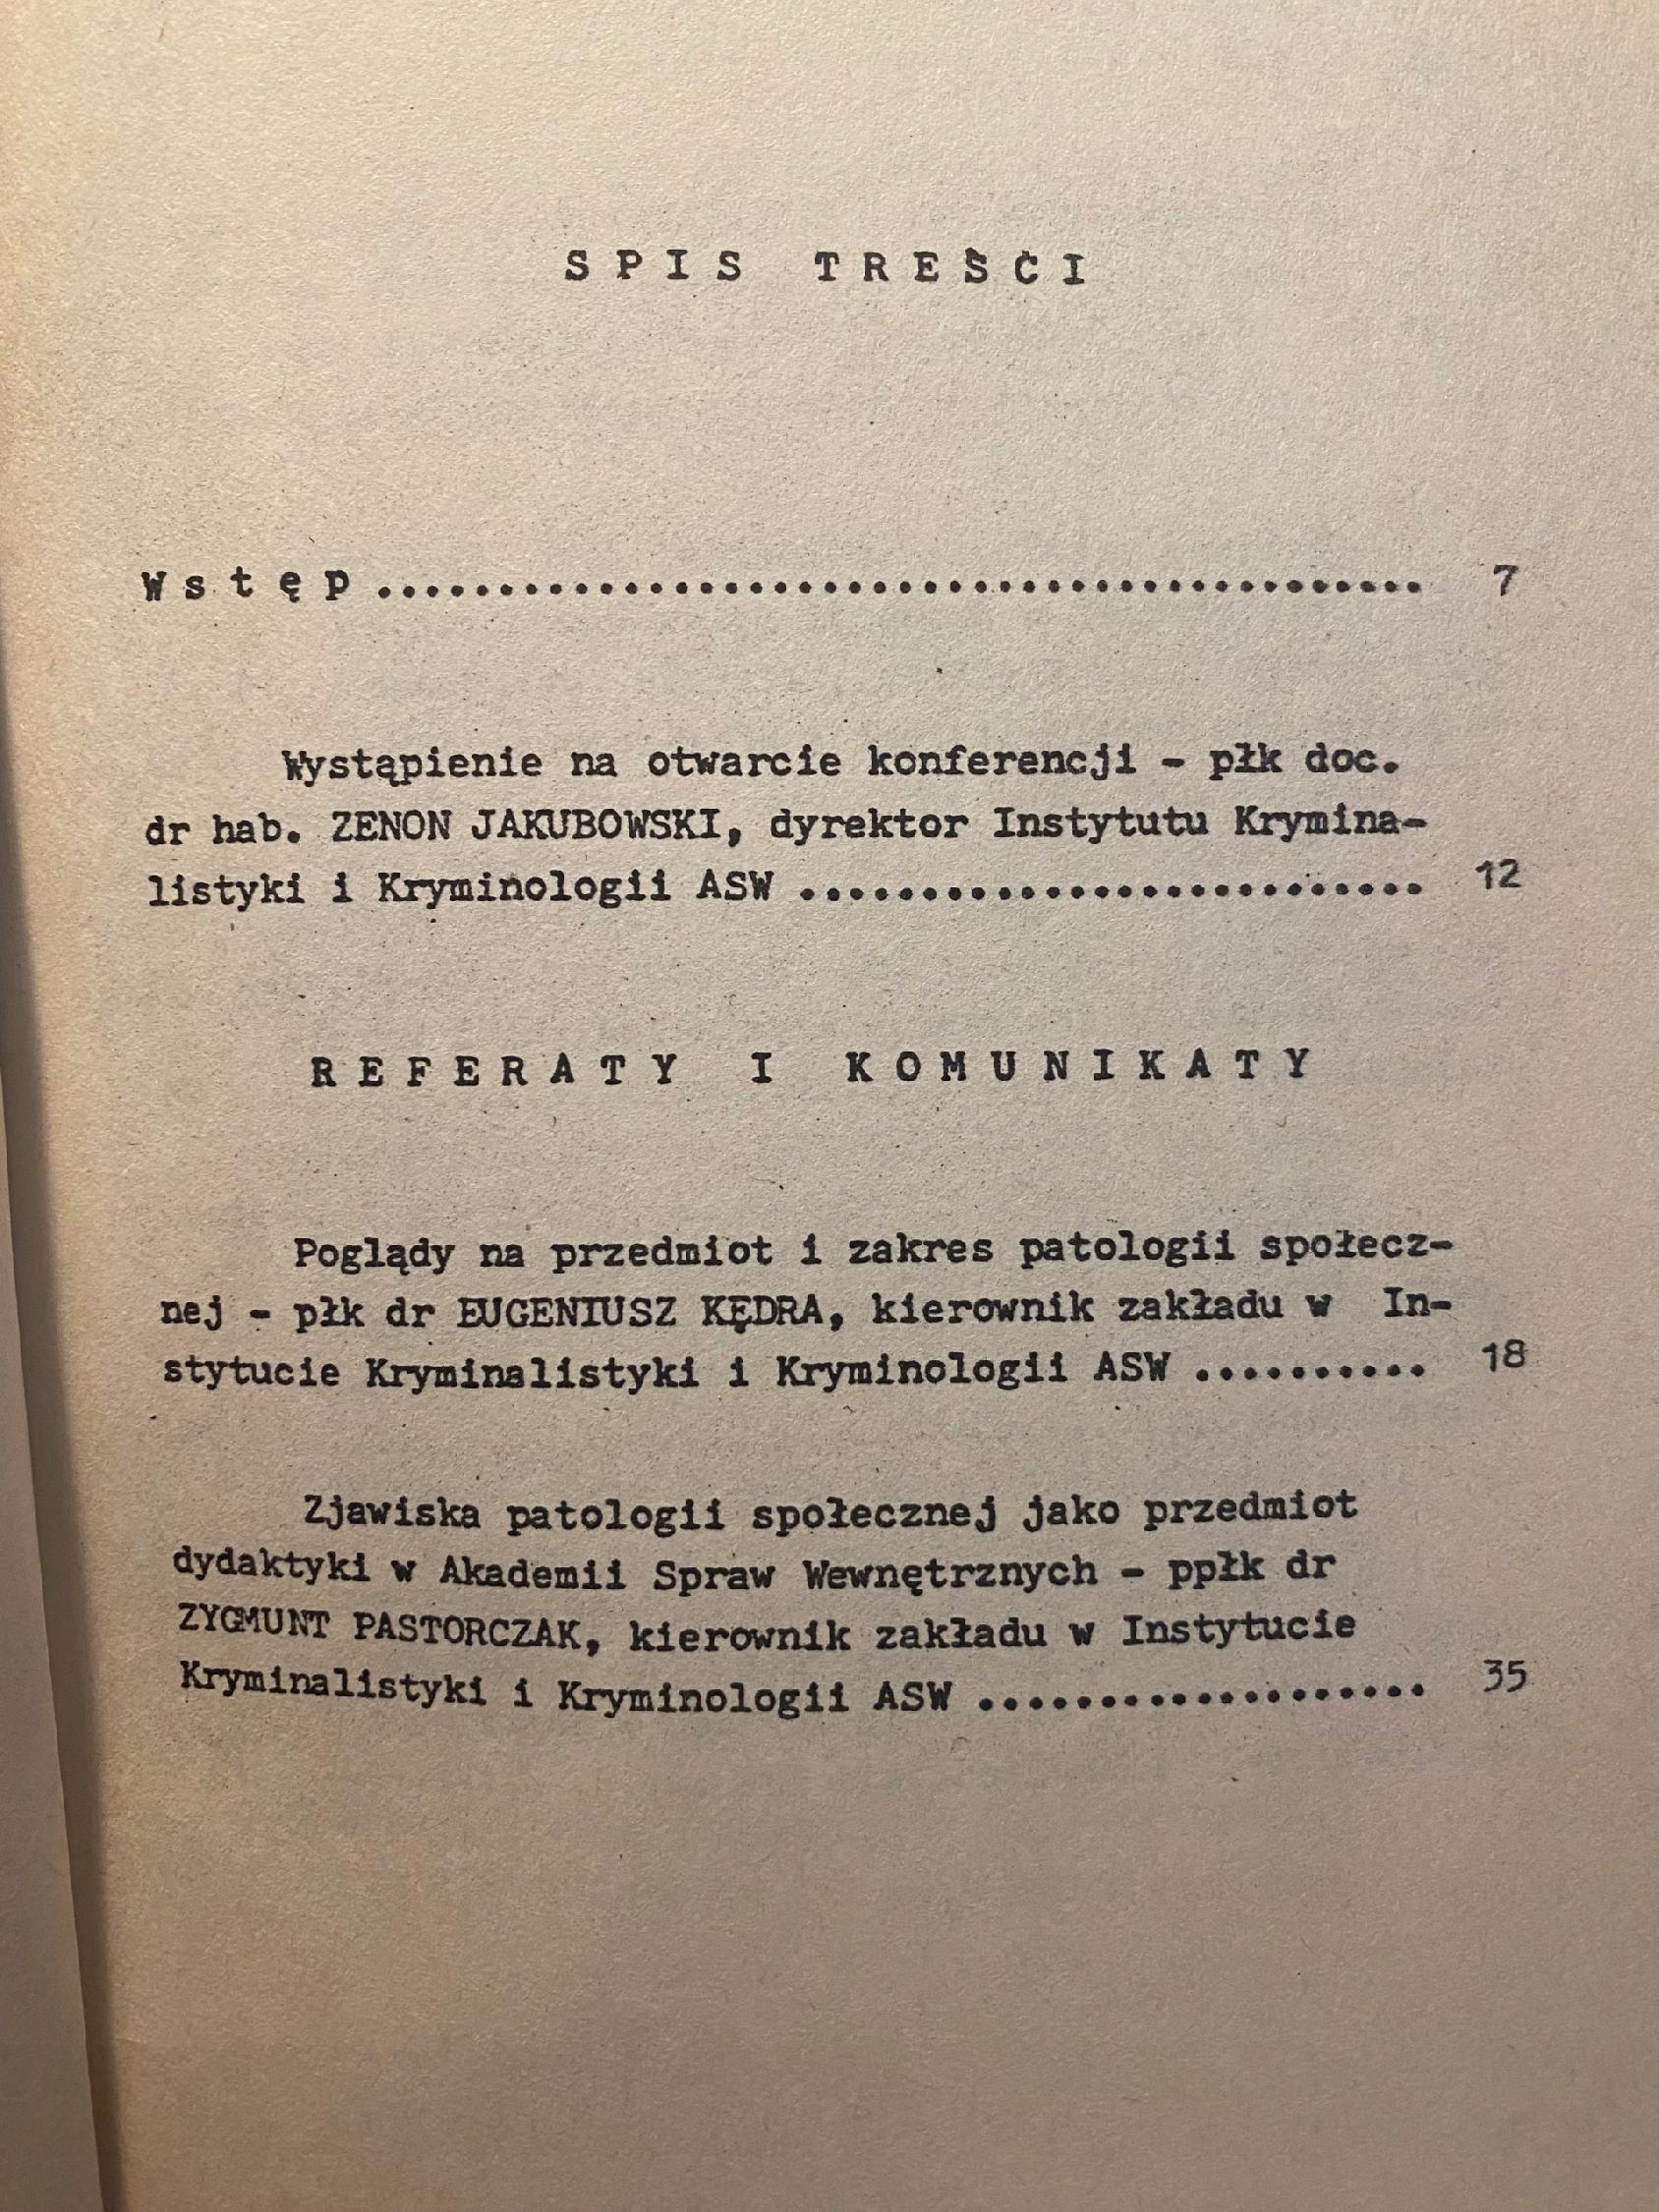 S P I S   T R E Ś C I
W s t ę p ........................................... 7
Wystąpienie na otwarcie konferencji - płk doc.
dr hab. ZENON JAKUBOWSKI, dyrektor Instytutu Krymina-
listyki i Kryminologii ASW .......................... 12
R E F E R A T Y   I   K O M U N I K A T Y
Poglądy na przedmiot i zakres patologii społecz-
nej - płk dr EUGENIUSZ KĘDRA, kierownik zakładu w In-
stytucie Kryminalistyki i Kryminologii ASW .......... 18
Zjawiska patologii społecznej jako przedmiot
dydaktyki w Akademii Spraw Wewnętrznych - ppłk dr
ZYGMUNT PASTORCZAK, kierownik zakładu w Instytucie
Kryminalistyki i Kryminologii ASW ................... 35